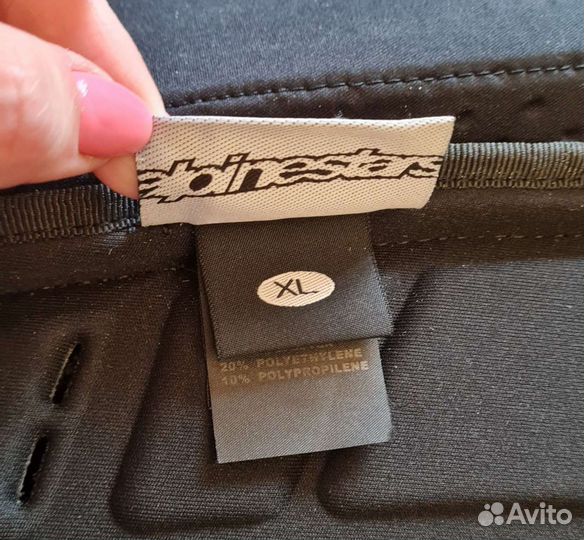 alpinestars
XL
20% POLYETHYLENE
10% POLYPROPILENE
Avito